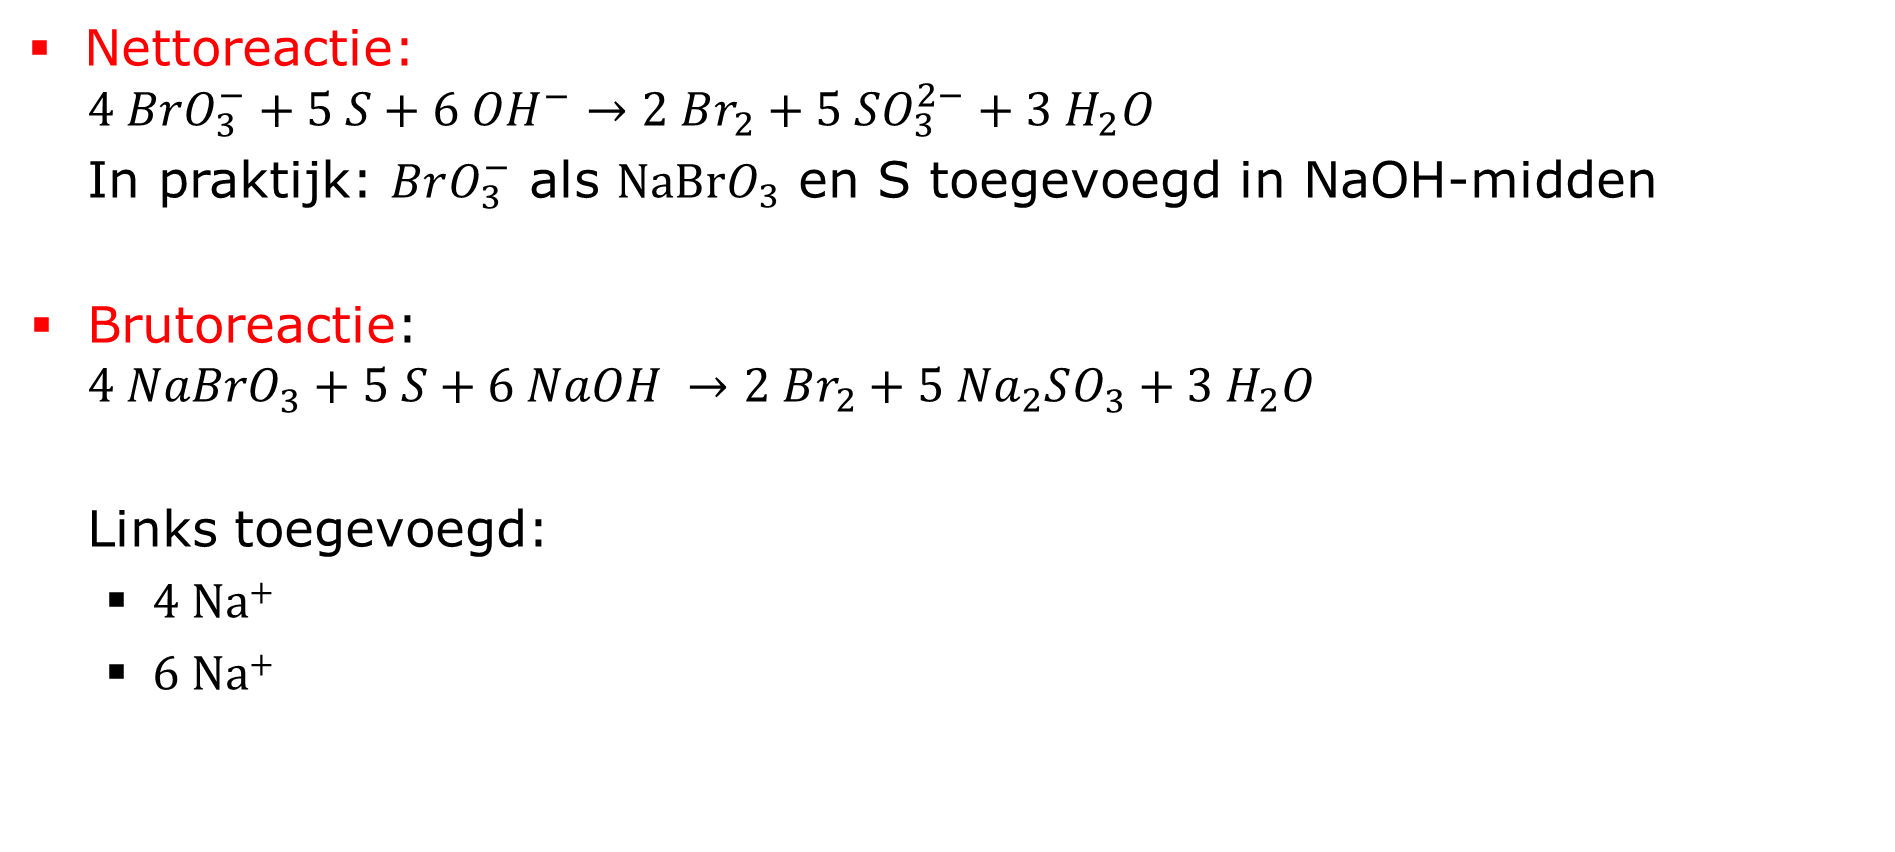 ▪ Nettoreactie:
4 BrO₃⁻ + 5 S + 6 OH⁻ → 2 Br₂ + 5 SO₃²⁻ + 3 H₂O
In praktijk: BrO₃⁻ als NaBrO₃ en S toegevoegd in NaOH-midden
▪ Brutoreactie:
4 NaBrO₃ + 5 S + 6 NaOH → 2 Br₂ + 5 Na₂SO₃ + 3 H₂O
Links toegevoegd:
▪ 4 Na⁺
▪ 6 Na⁺